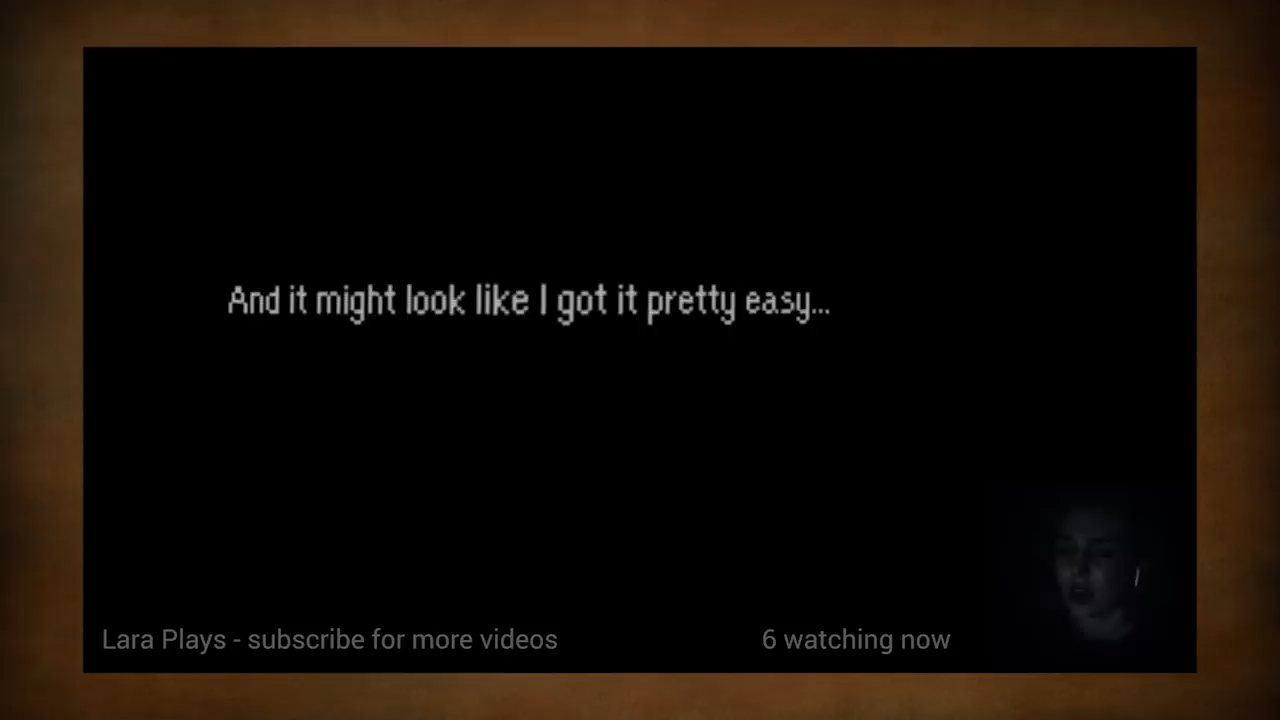 And it might look like I got it pretty easy...
Lara Plays - subscribe for more videos
6 watching now